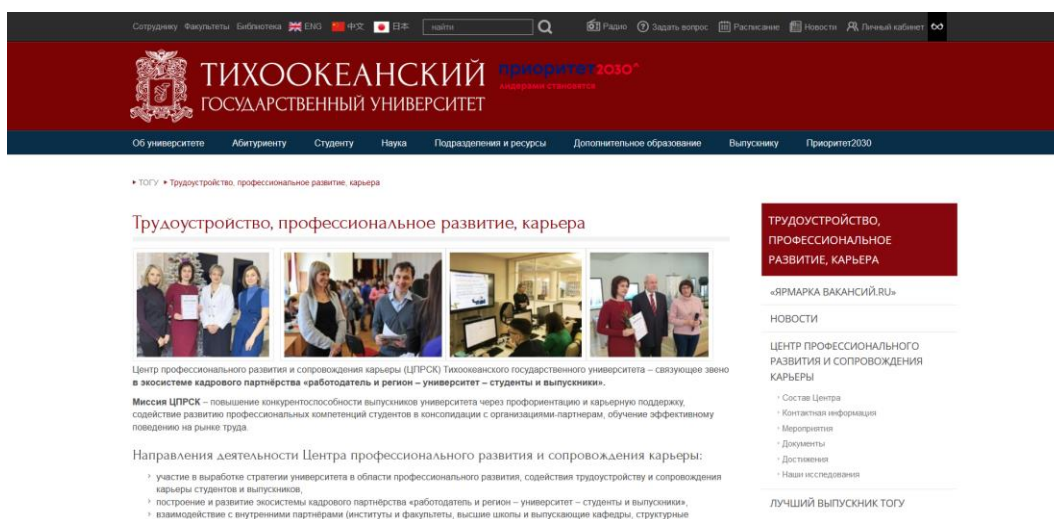 Сотруднику Факультеты Библиотека ENG 中文 日本 найти Радио Задать вопрос Расписание Новости Личный кабинет
ТИХООКЕАНСКИЙ
ГОСУДАРСТВЕННЫЙ УНИВЕРСИТЕТ
приоритет2030^
лидерами становятся
Об университете Абитуриенту Студенту Наука Подразделения и ресурсы Дополнительное образование Выпускнику Приоритет2030
ТОГУ Трудоустройство, профессиональное развитие, карьера
Трудоустройство, профессиональное развитие, карьера
Центр профессионального развития и сопровождения карьеры (ЦПРСК) Тихоокеанского государственного университета – связующее звено
в экосистеме кадрового партнёрства «работодатель и регион – университет – студенты и выпускники».
Миссия ЦПРСК – повышение конкурентоспособности выпускников университета через профориентацию и карьерную поддержку,
содействие развитию профессиональных компетенций студентов в консолидации с организациями-партнерам, обучение эффективному
поведению на рынке труда.
Направления деятельности Центра профессионального развития и сопровождения карьеры:
участие в выработке стратегии университета в области профессионального развития, содействия трудоустройству и сопровождения
карьеры студентов и выпускников,
построение и развитие экосистемы кадрового партнёрства «работодатель и регион – университет – студенты и выпускники»,
взаимодействие с внутренними партнёрами (институты и факультеты, высшие школы и выпускающие кафедры, структурные
ТРУДОУСТРОЙСТВО,
ПРОФЕССИОНАЛЬНОЕ
РАЗВИТИЕ, КАРЬЕРА
«ЯРМАРКА ВАКАНСИЙ.RU»
НОВОСТИ
ЦЕНТР ПРОФЕССИОНАЛЬНОГО
РАЗВИТИЯ И СОПРОВОЖДЕНИЯ
КАРЬЕРЫ
Состав Центра
Контактная информация
Мероприятия
Документы
Достижения
Наши исследования
ЛУЧШИЙ ВЫПУСКНИК ТОГУ